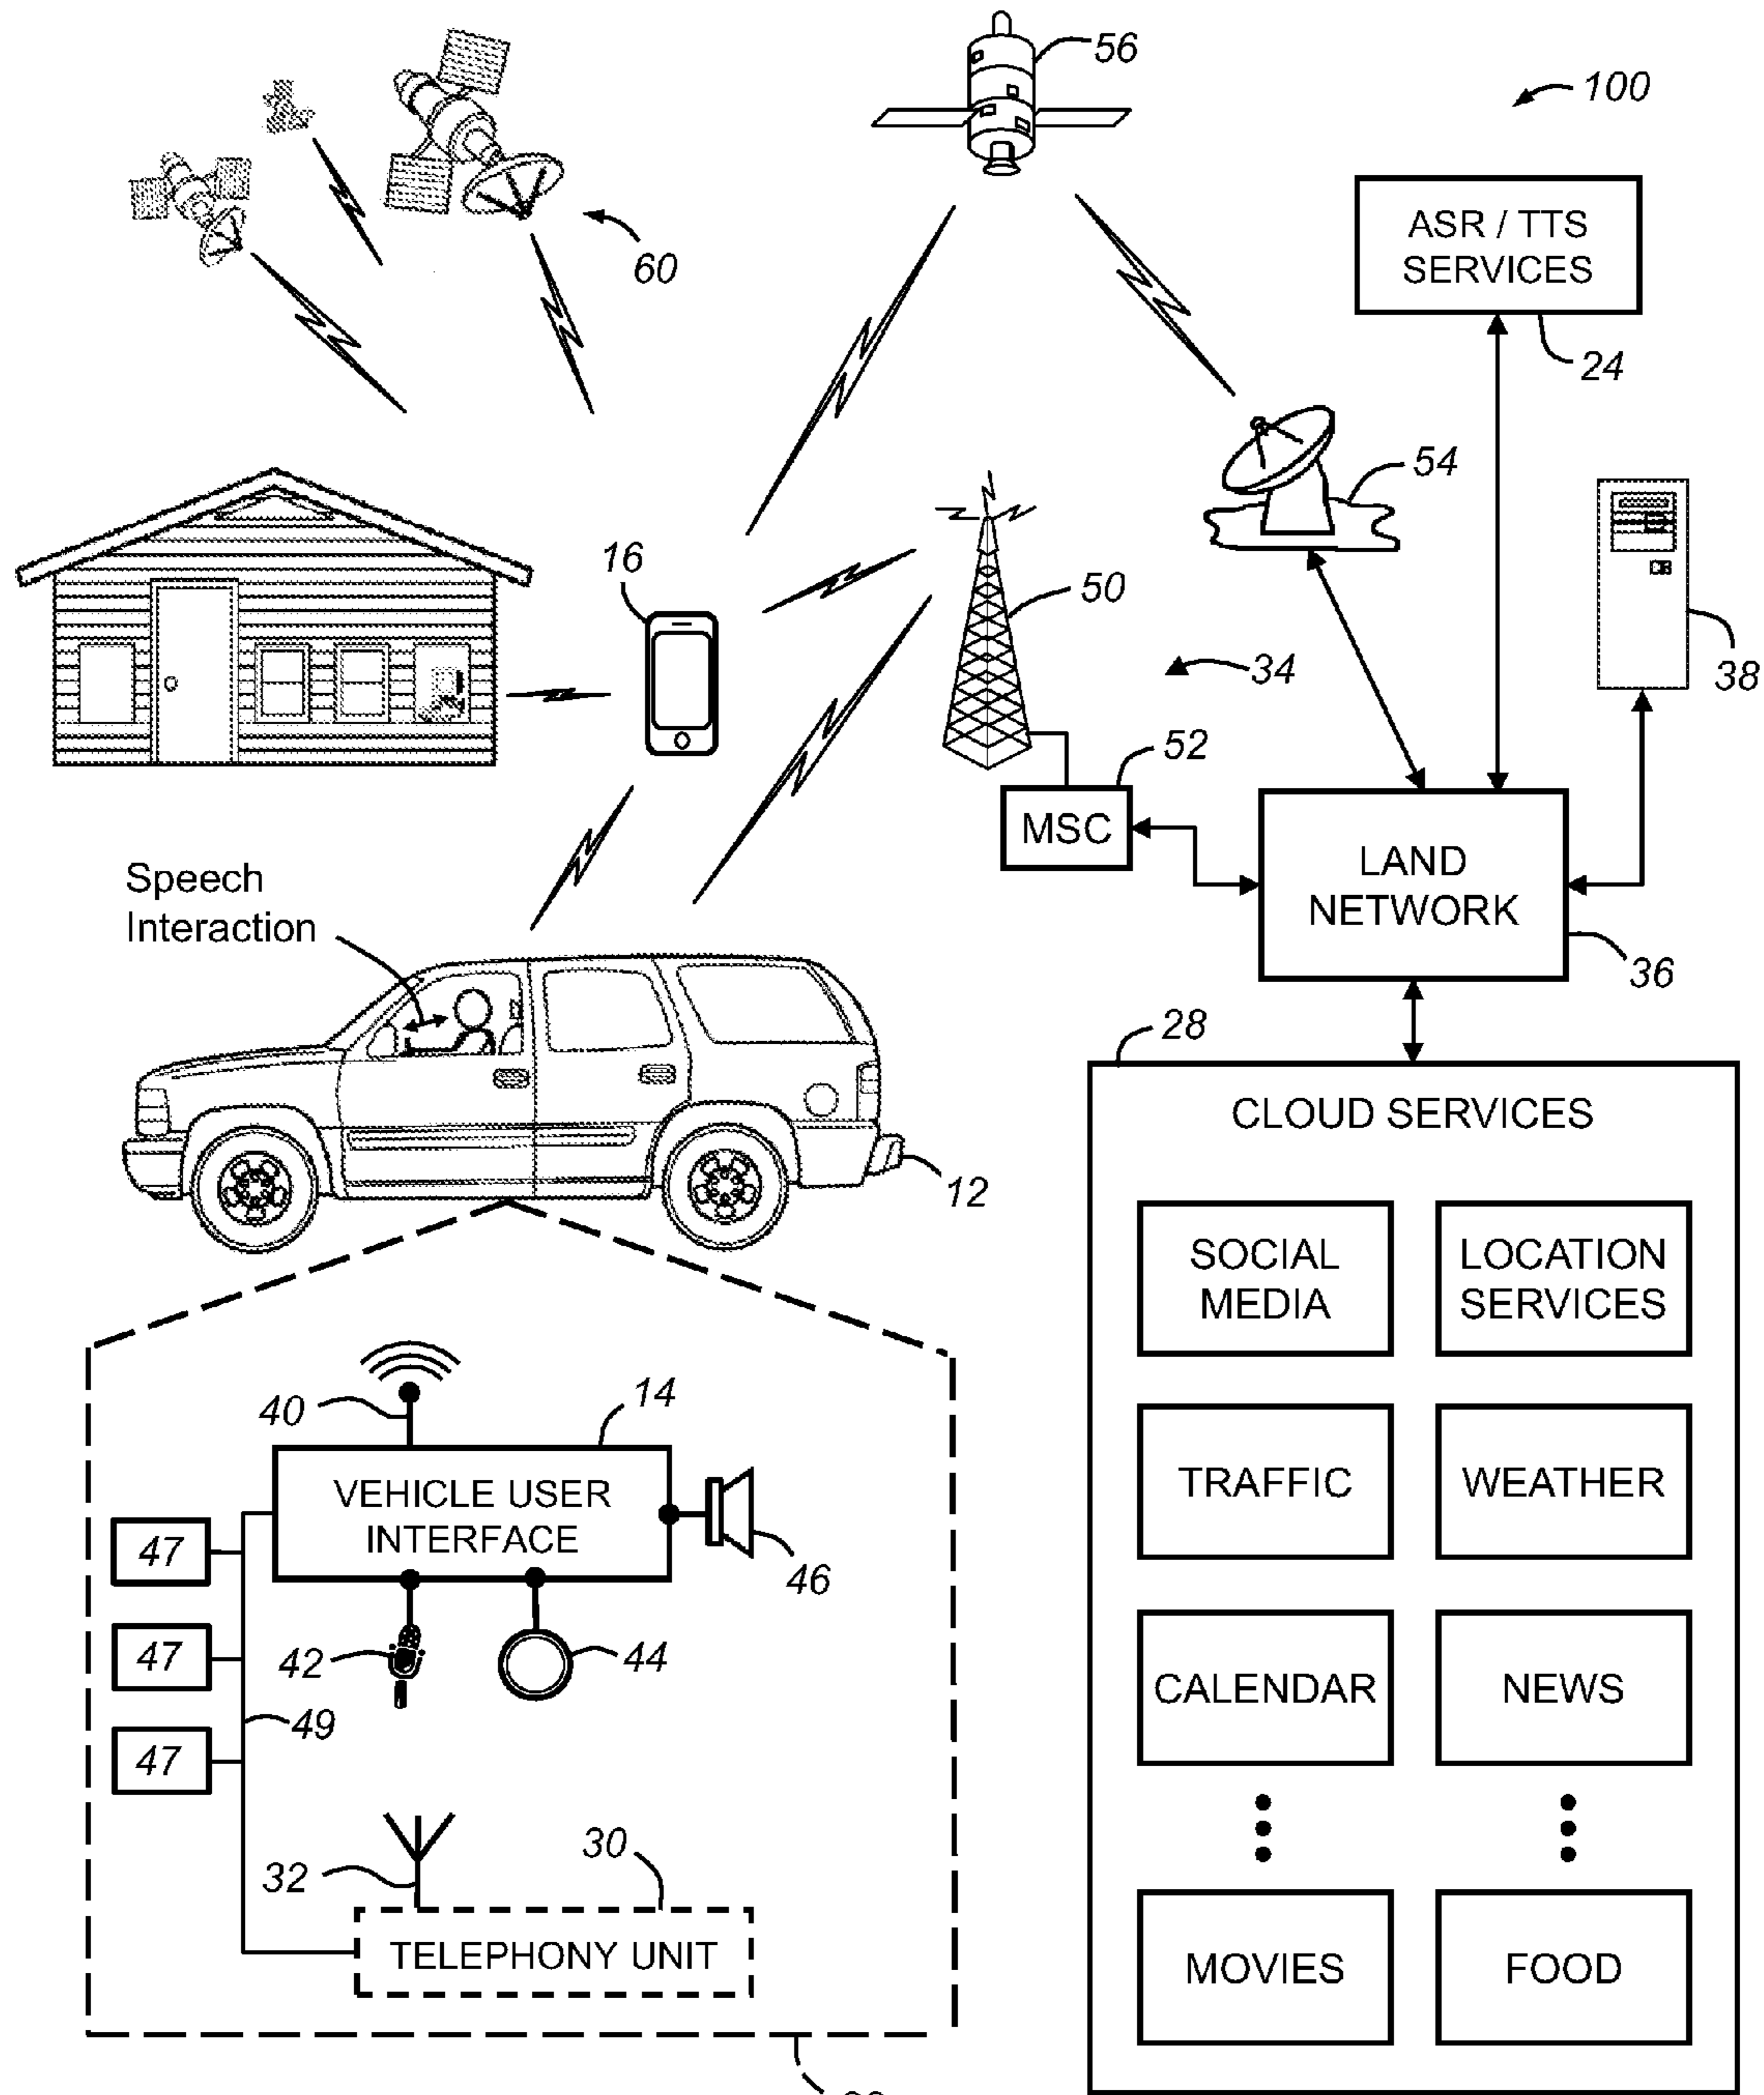 56
100
60
ASR / TTS
SERVICES
24
54
16
50
34
38
52
MSC
LAND
NETWORK
36
Speech
Interaction
12
28
CLOUD SERVICES
SOCIAL
MEDIA
LOCATION
SERVICES
TRAFFIC
WEATHER
CALENDAR
NEWS
MOVIES
FOOD
40
14
VEHICLE USER
INTERFACE
46
47
47
47
42
44
49
32
30
TELEPHONY UNIT